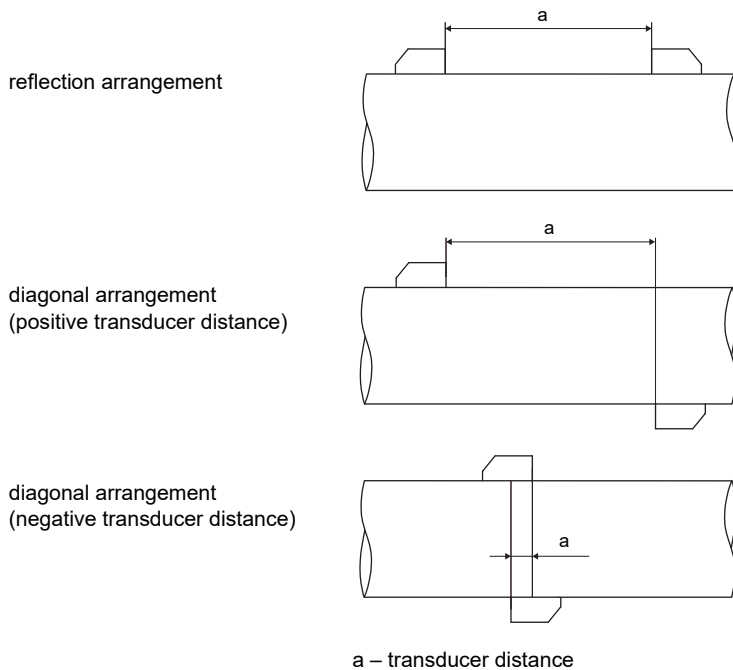 a
reflection arrangement
a
diagonal arrangement
(positive transducer distance)
diagonal arrangement
(negative transducer distance)
a
a – transducer distance